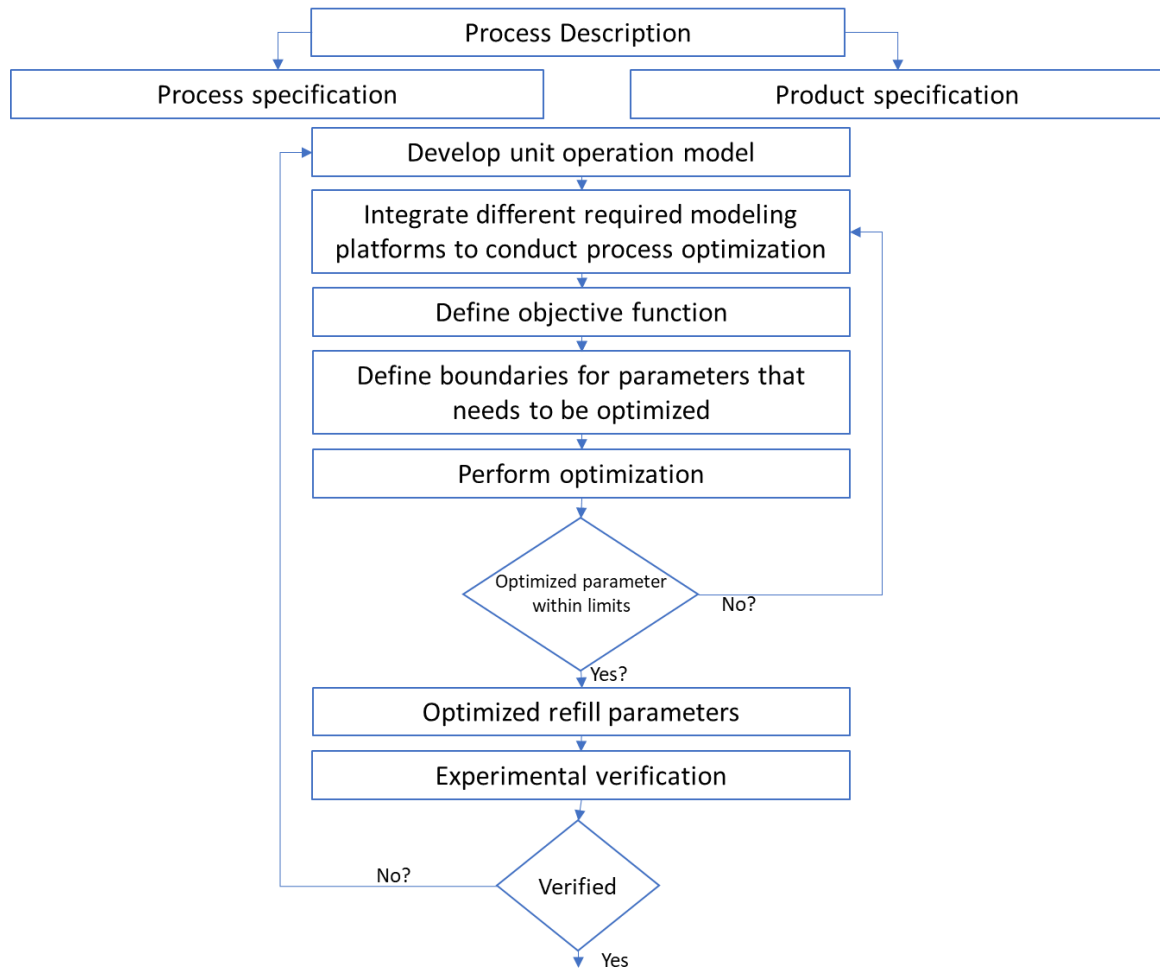 Process Description
Process specification
Product specification
Develop unit operation model
Integrate different required modeling
platforms to conduct process optimization
Define objective function
Define boundaries for parameters that
needs to be optimized
Perform optimization
Optimized parameter
within limits
No?
Yes?
Optimized refill parameters
Experimental verification
No?
Verified
Yes